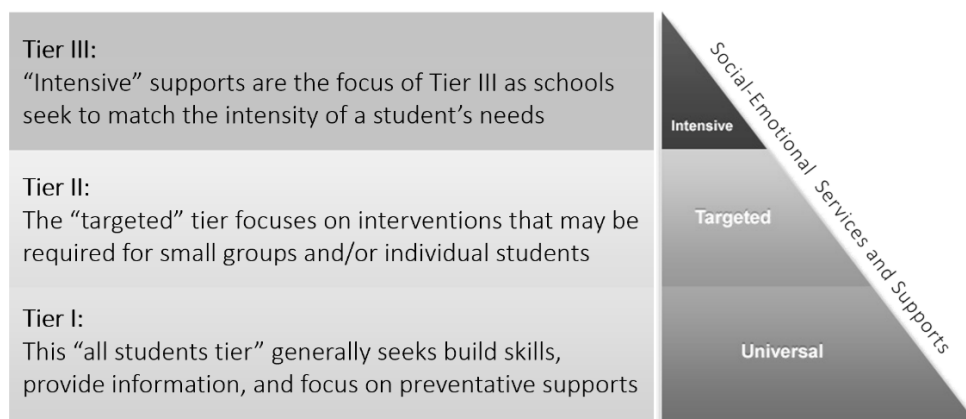 Tier III:
“Intensive” supports are the focus of Tier III as schools
seek to match the intensity of a student’s needs
Intensive
Tier II:
The “targeted” tier focuses on interventions that may be
required for small groups and/or individual students
Targeted
Tier I:
This “all students tier” generally seeks build skills,
provide information, and focus on preventative supports
Universal
Social-Emotional Services and Supports